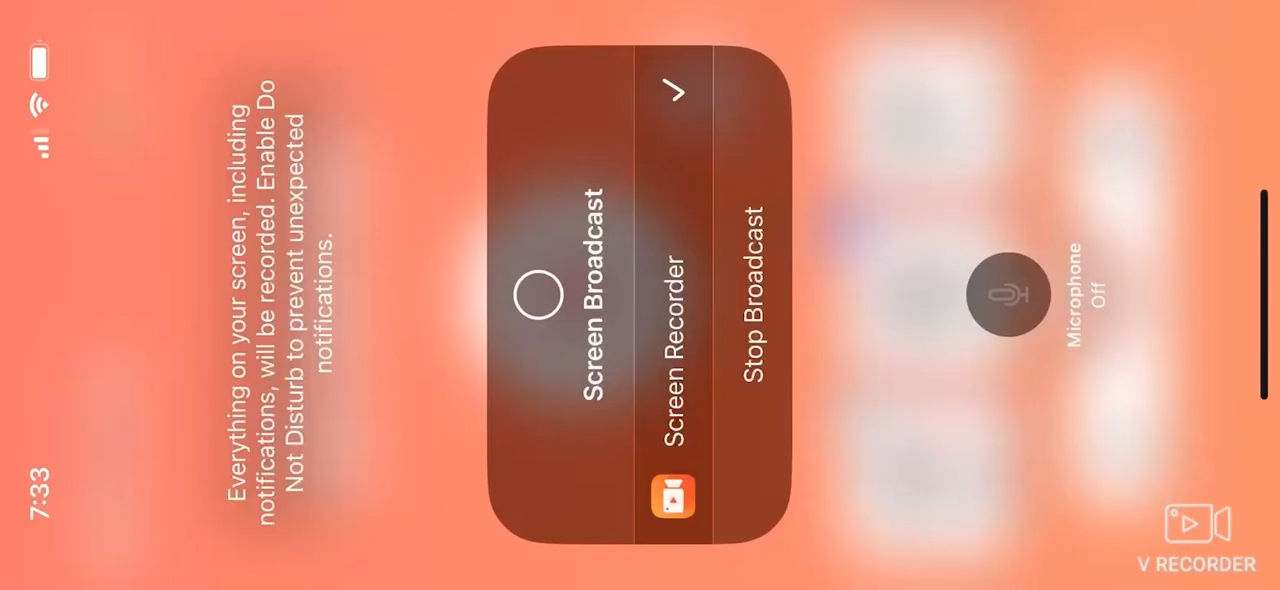 7:33
Everything on your screen, including
notifications, will be recorded. Enable Do
Not Disturb to prevent unexpected
notifications.
Screen Broadcast
Screen Recorder
Stop Broadcast
Microphone
Off
V RECORDER